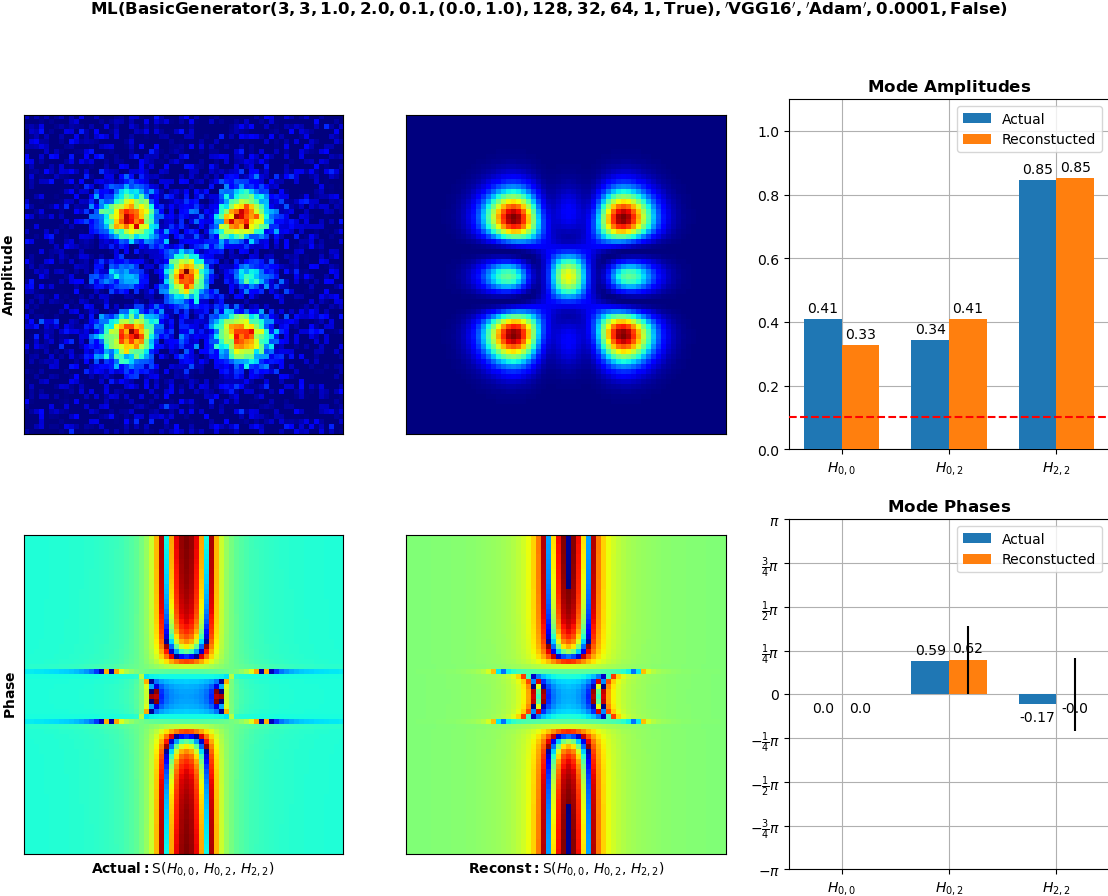 ML(BasicGenerator(3, 3, 1.0, 2.0, 0.1, (0.0, 1.0), 128, 32, 64, 1, True), ′VGG16′, ′Adam′, 0.0001, False)
Mode Amplitudes
Amplitude
Actual
Reconstucted
1.0
0.8
0.6
0.4
0.2
0.0
0.41
0.33
0.34
0.41
0.85
0.85
H0,0
H0,2
H2,2
Mode Phases
Phase
Actual
Reconstucted
π
3/4π
1/2π
1/4π
0
−1/4π
−1/2π
−3/4π
−π
0.0
0.0
0.59
0.62
-0.17
-0.0
H0,0
H0,2
H2,2
Actual: S(H0,0, H0,2, H2,2)
Reconst: S(H0,0, H0,2, H2,2)